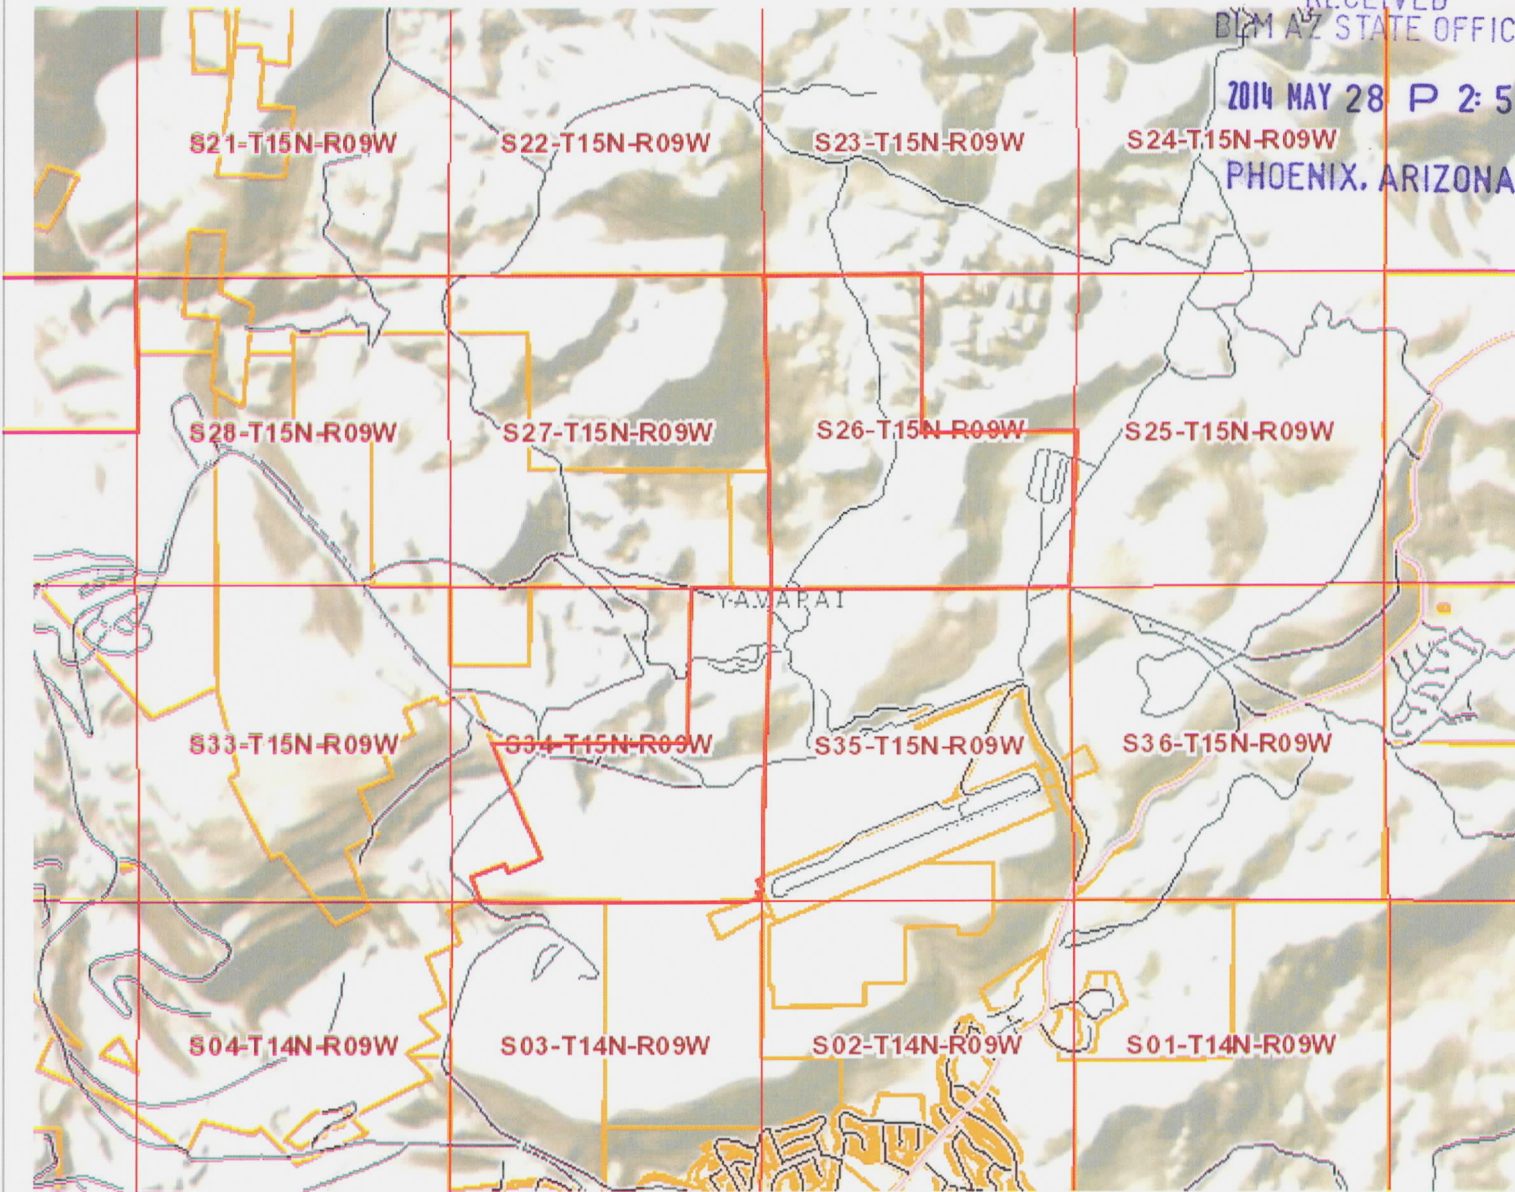 RECEIVED
BLM AZ STATE OFFIC
2014 MAY 28 P 2: 5
PHOENIX, ARIZONA
S21-T15N-R09W
S22-T15N-R09W
S23-T15N-R09W
S24-T15N-R09W
S28-T15N-R09W
S27-T15N-R09W
S26-T15N-R09W
S25-T15N-R09W
YAVAPAI
S33-T15N-R09W
S34-T15N-R09W
S35-T15N-R09W
S36-T15N-R09W
S04-T14N-R09W
S03-T14N-R09W
S02-T14N-R09W
S01-T14N-R09W